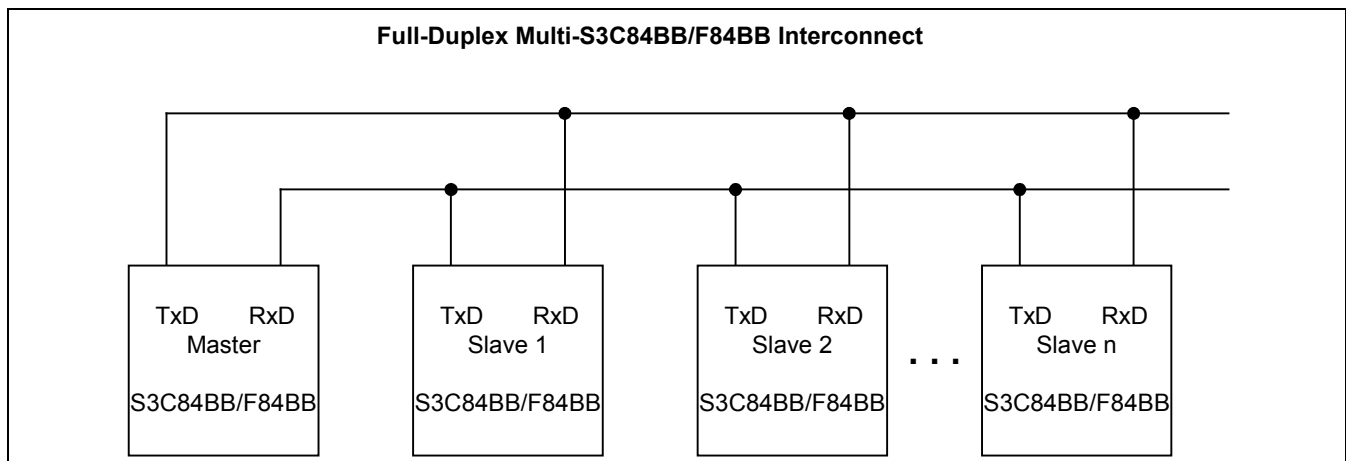 Full-Duplex Multi-S3C84BB/F84BB Interconnect
TxD RxD
Master
S3C84BB/F84BB
TxD RxD
Slave 1
S3C84BB/F84BB
TxD RxD
Slave 2
S3C84BB/F84BB
. . .
TxD RxD
Slave n
S3C84BB/F84BB